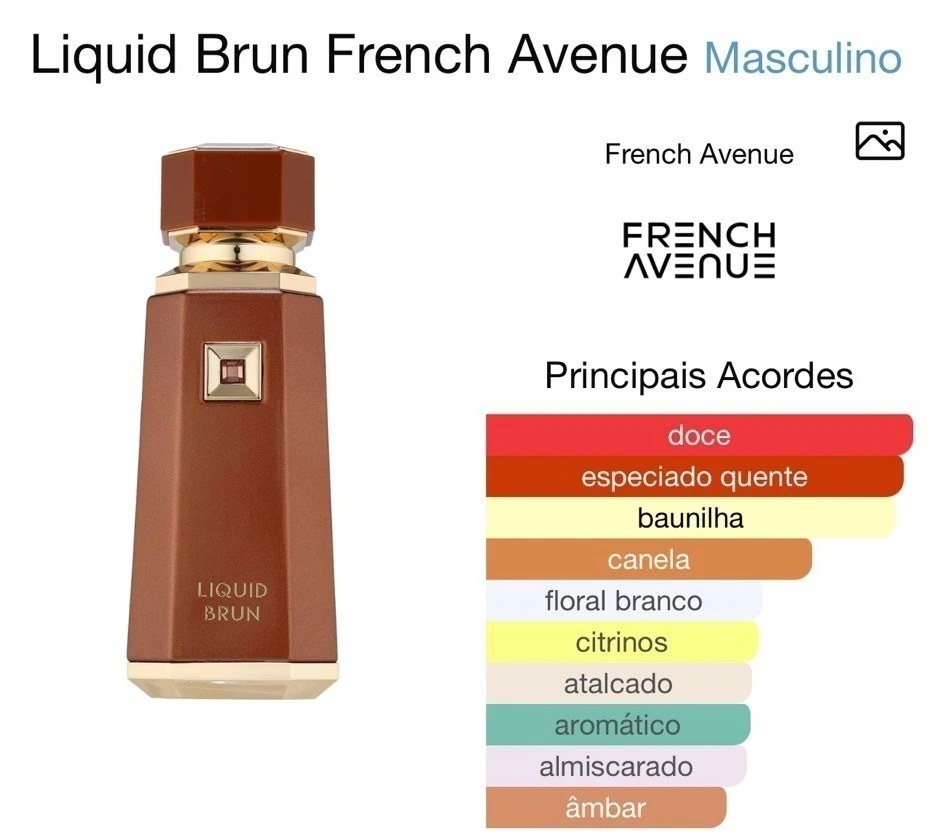 Liquid Brun French Avenue Masculino
French Avenue
FRENCH
AVENUE
LIQUID
BRUN
Principais Acordes
doce
especiado quente
baunilha
canela
floral branco
citrinos
atalcado
aromático
almiscarado
âmbar